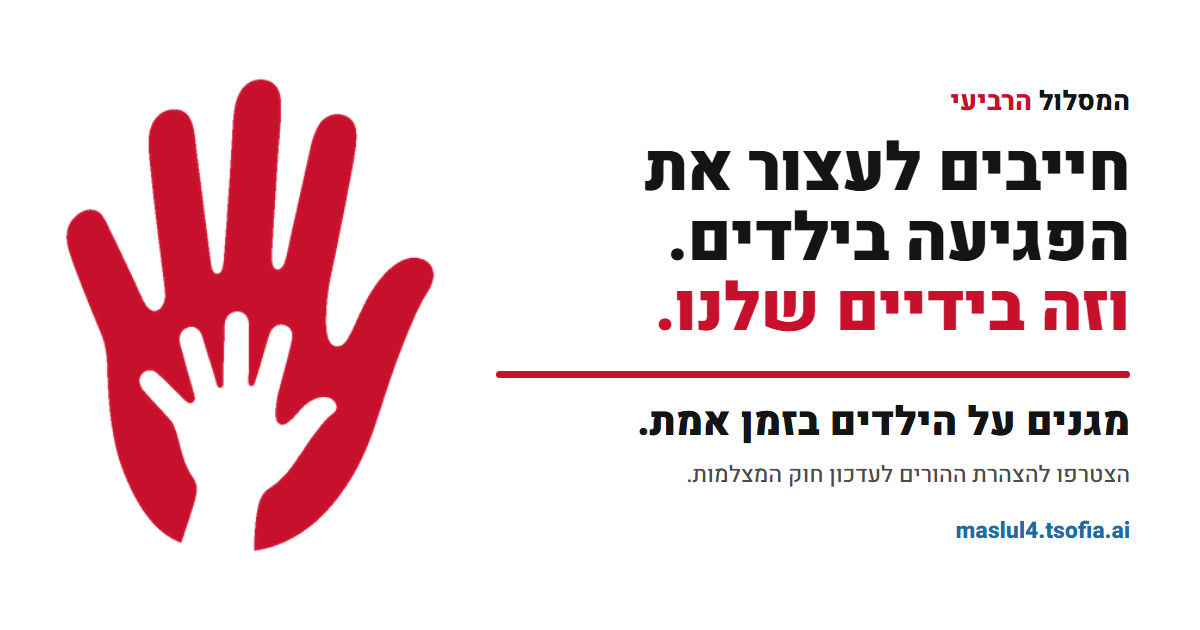 המסלול הרביעי
חייבים לעצור את
הפגיעה בילדים.
וזה בידיים שלנו.
מגנים על הילדים בזמן אמת.
הצטרפו להצהרת ההורים לעדכון חוק המצלמות.
maslul4.tsofia.ai